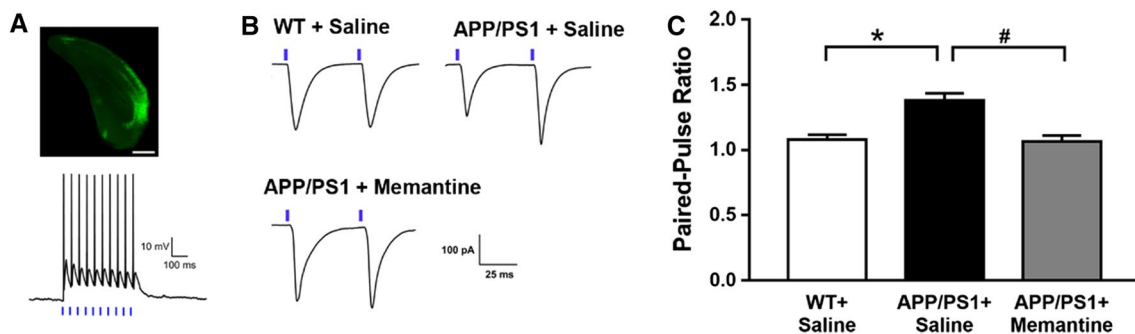 A
10 mV
100 ms
B
WT + Saline
APP/PS1 + Saline
APP/PS1 + Memantine
100 pA
25 ms
C
Paired-Pulse Ratio
2.0
1.5
1.0
0.5
0.0
*
#
WT+
Saline
APP/PS1+
Saline
APP/PS1+
Memantine